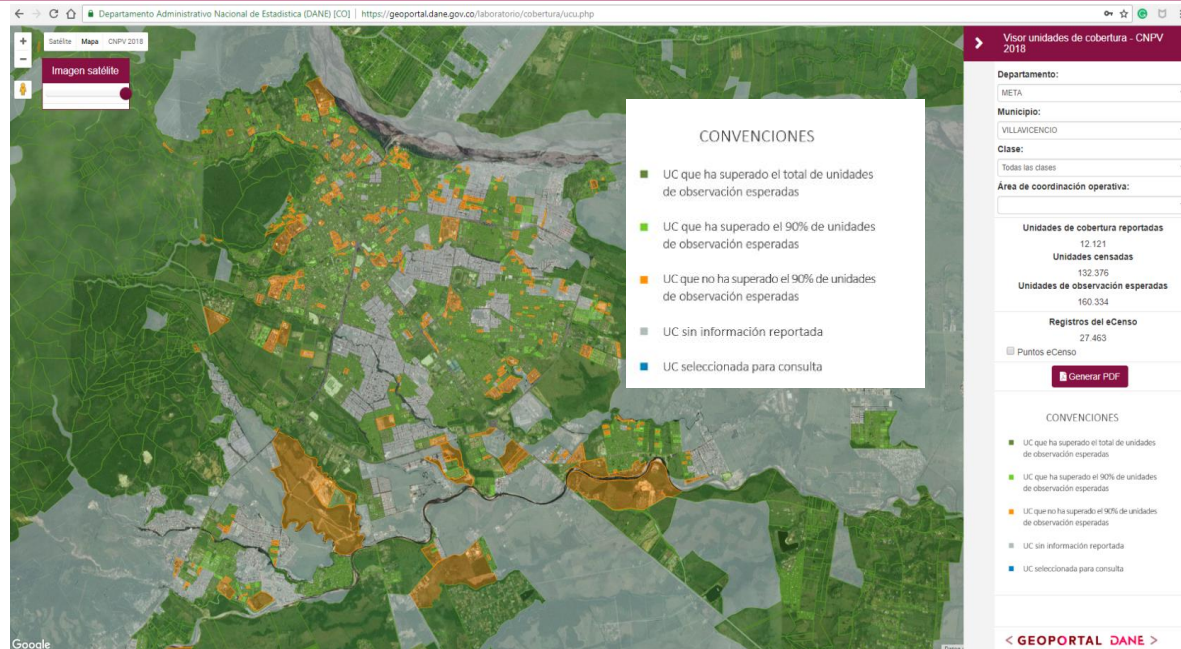 Departamento Administrativo Nacional de Estadistica (DANE) [CO] | https://geoportal.dane.gov.co/laboratorio/cobertura/ucu.php
+
−
Satélite Mapa CNPV 2018
Imagen satélite
CONVENCIONES
UC que ha superado el total de unidades
de observación esperadas
UC que ha superado el 90% de unidades
de observación esperadas
UC que no ha superado el 90% de unidades
de observación esperadas
UC sin información reportada
UC seleccionada para consulta
Google
Visor unidades de cobertura - CNPV
2018
Departamento:
META
Municipio:
VILLAVICENCIO
Clase:
Todas las clases
Área de coordinación operativa:
Unidades de cobertura reportadas
12.121
Unidades censadas
132.376
Unidades de observación esperadas
160.334
Registros del eCenso
27.463
Puntos eCenso
Generar PDF
CONVENCIONES
UC que ha superado el total de unidades
de observación esperadas
UC que ha superado el 90% de unidades
de observación esperadas
UC que no ha superado el 90% de unidades
de observación esperadas
UC sin información reportada
UC seleccionada para consulta
< GEOPORTAL DANE >